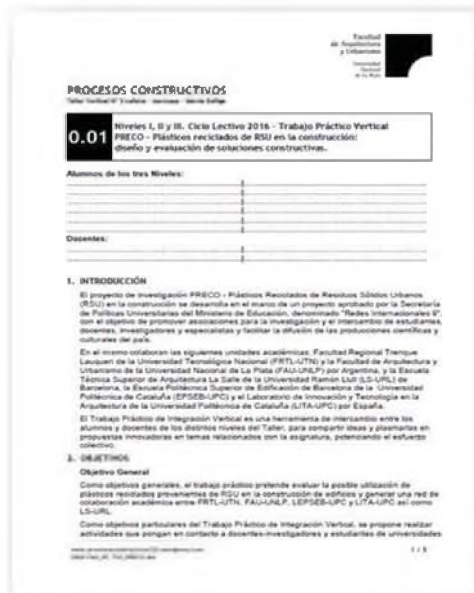 Facultad
de Arquitectura
y Urbanismo
Universidad
Nacional
de La Plata
PROCESOS CONSTRUCTIVOS
Taller Vertical Nº
0.01
Niveles I, II y III. Ciclo Lectivo 2016 - Trabajo Práctico Vertical
PRECO - Plásticos reciclados de RSU en la construcción:
diseño y evaluación de soluciones constructivas.
Alumnos de los tres Niveles:
Docentes:
1. INTRODUCCIÓN
El proyecto de investigación PRECO - Plásticos Reciclados de Residuos Sólidos Urbanos
(RSU) en la construcción se desarrolla en el marco de un proyecto aprobado por la Secretaría
de Políticas Universitarias del Ministerio de Educación, denominado "Redes Internacionales 6",
con el objetivo de promover asociaciones para la investigación y el intercambio de estudiantes,
docentes, investigadores y especialistas y facilitar la difusión de las producciones científicas y
culturales del país.
En el mismo colaboran las siguientes unidades académicas: Facultad Regional Trenque
Lauquen de la Universidad Tecnológica Nacional (FRTL-UTN) y la Facultad de Arquitectura y
Urbanismo de la Universidad Nacional de La Plata (FAU-UNLP) por Argentina, y la Escuela
Técnica Superior de Arquitectura La Salle de la Universidad Ramón Llull (LS-URL) de
Barcelona, la Escuela Politécnica Superior de Edificación de Barcelona de la Universidad
Politécnica de Cataluña (EPSEB-UPC) y el Laboratorio de Innovación y Tecnología en la
Arquitectura de la Universidad Politécnica de Cataluña (LITA-UPC) por España.
El Trabajo Práctico de Integración Vertical es una herramienta de intercambio entre los
alumnos y docentes de los distintos niveles del Taller, para compartir ideas y plasmarlas en
propuestas innovadoras en temas relacionados con la asignatura, potenciando el esfuerzo
colectivo.
2. OBJETIVOS
Objetivo General
Como objetivos generales, el trabajo práctico pretende evaluar la posible utilización de
plásticos reciclados provenientes de RSU en la construcción de edificios y generar una red de
colaboración académica entre FRTL-UTN, FAU-UNLP, LEPSEB-UPC y LITA-UPC así como
LS-URL.
Como objetivos particulares del Trabajo Práctico de Integración Vertical, se propone realizar
actividades que pongan en contacto a docentes-investigadores y estudiantes de universidades
1 / 5